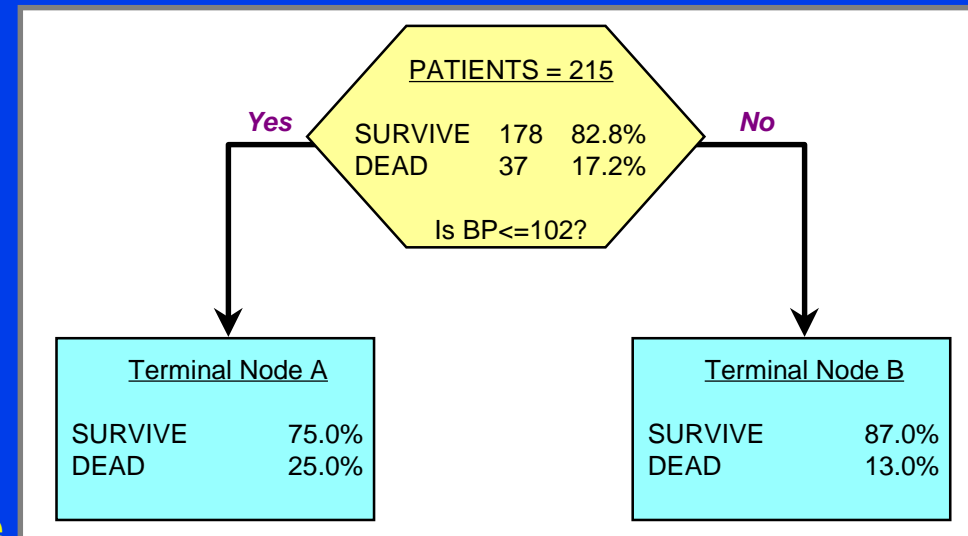 PATIENTS = 215
Yes
No
SURVIVE 178 82.8%
DEAD 37 17.2%
Is BP<=102?
Terminal Node A
SURVIVE 75.0%
DEAD 25.0%
Terminal Node B
SURVIVE 87.0%
DEAD 13.0%